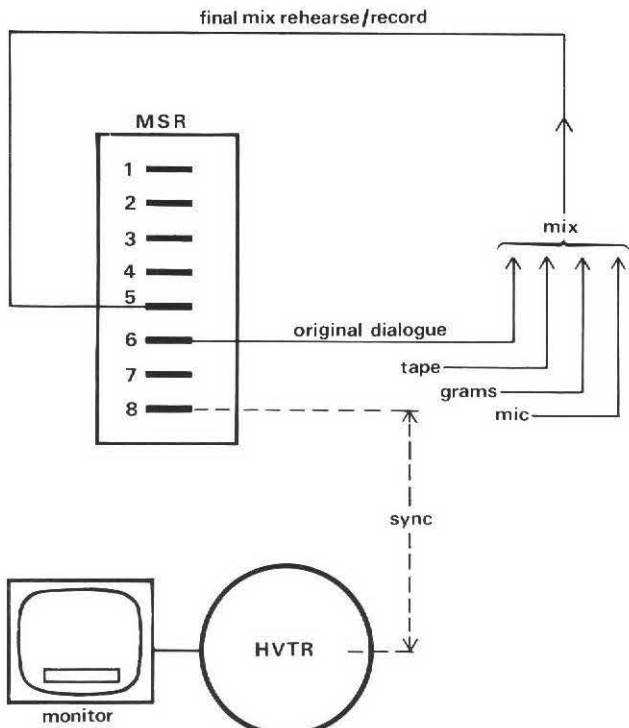 final mix rehearse/record
MSR
1
2
3
4
5
6
7
8
mix
original dialogue
tape
grams
mic
sync
HVTR
monitor